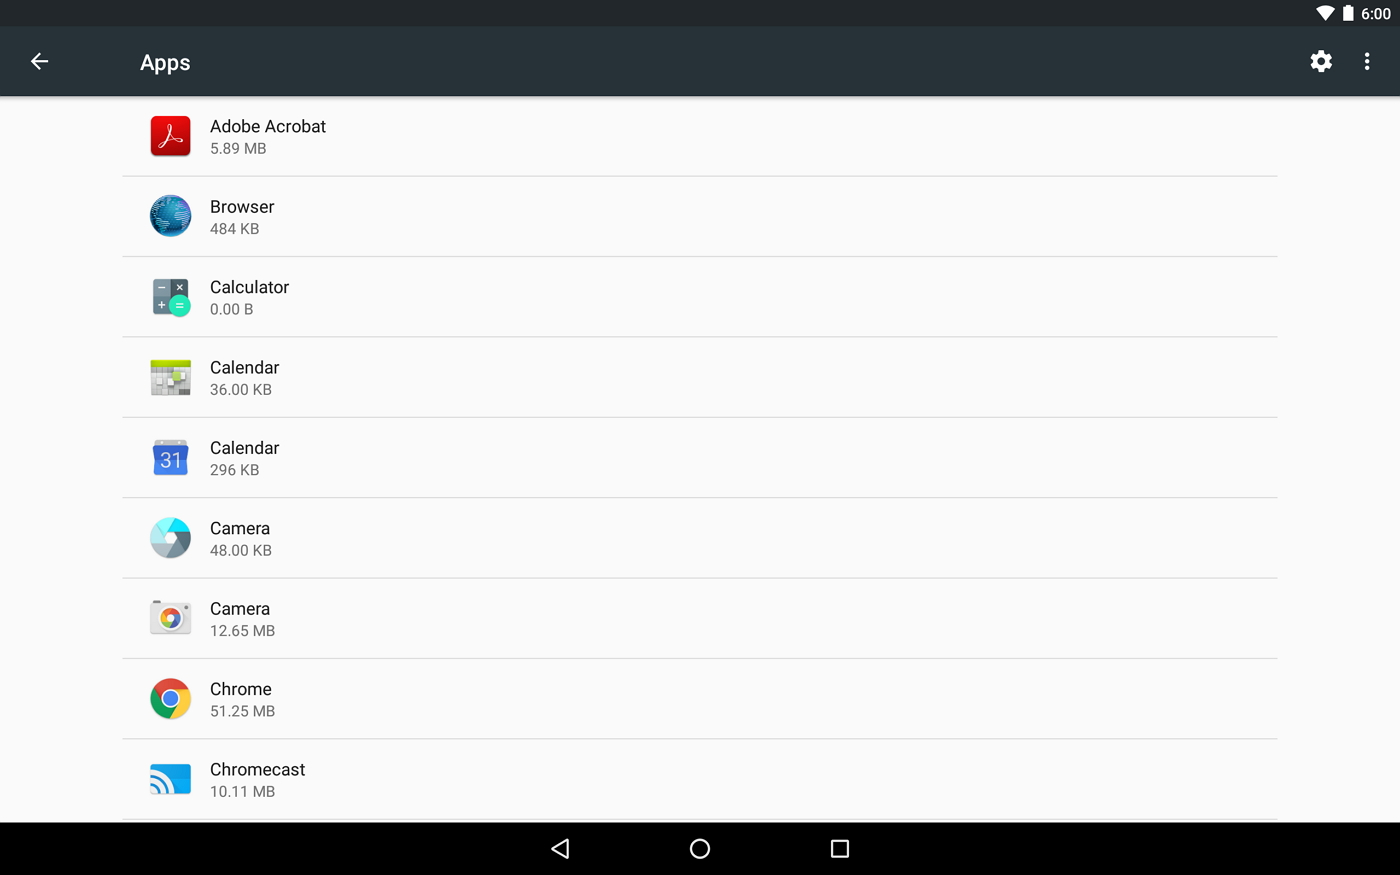 6:00
Apps
Adobe Acrobat
5.89 MB
Browser
484 KB
Calculator
0.00 B
Calendar
36.00 KB
31
Calendar
296 KB
Camera
48.00 KB
Camera
12.65 MB
Chrome
51.25 MB
Chromecast
10.11 MB